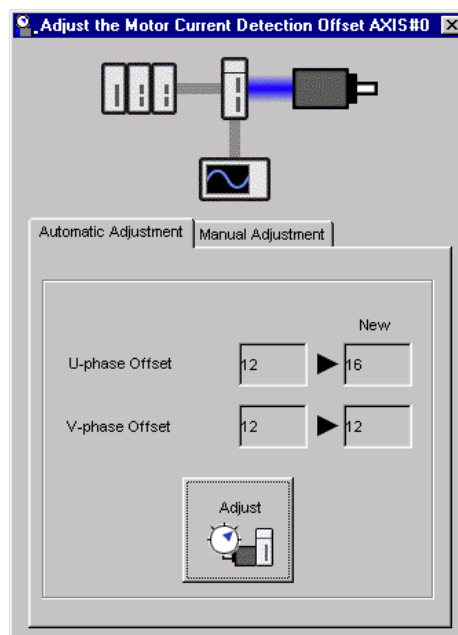 Adjust the Motor Current Detection Offset AXIS#0
Automatic Adjustment
Manual Adjustment
New
U-phase Offset
12
16
V-phase Offset
12
12
Adjust